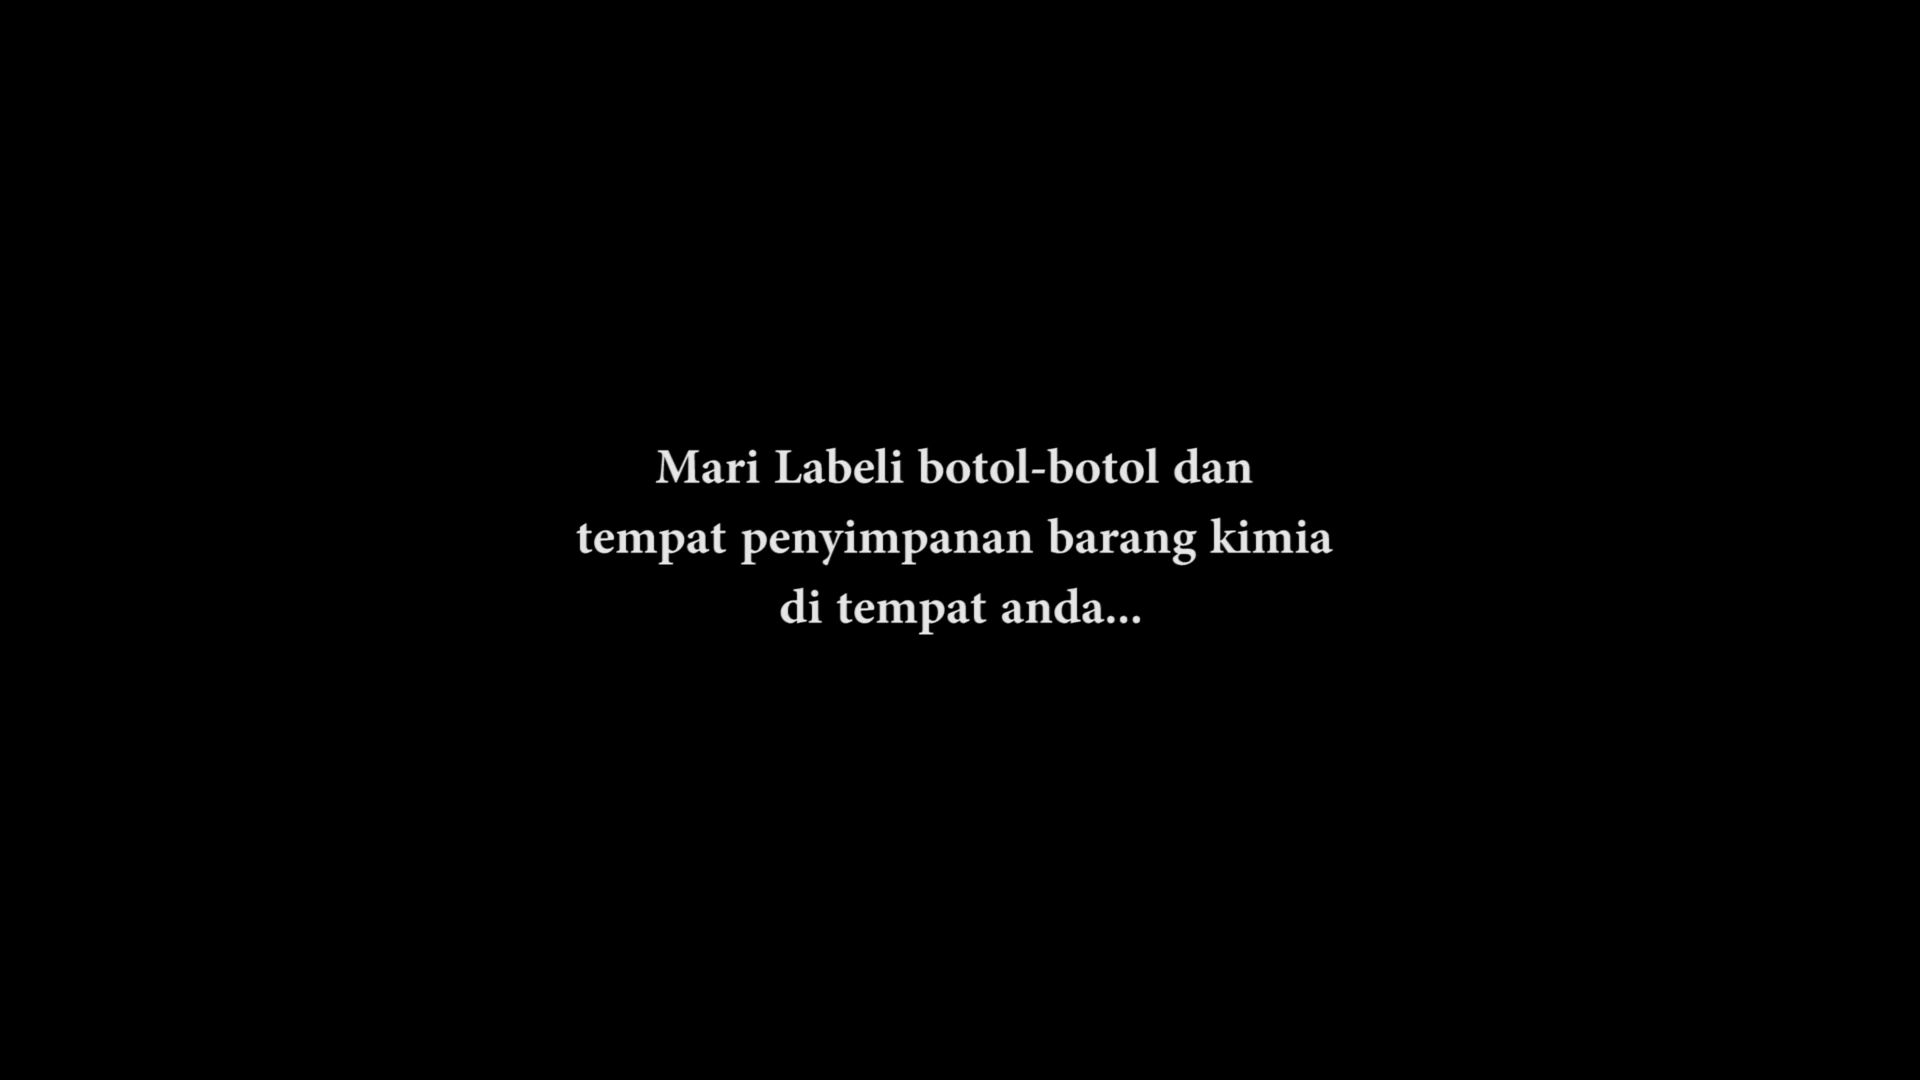 Mari Labeli botol-botol dan
tempat penyimpanan barang kimia
di tempat anda...